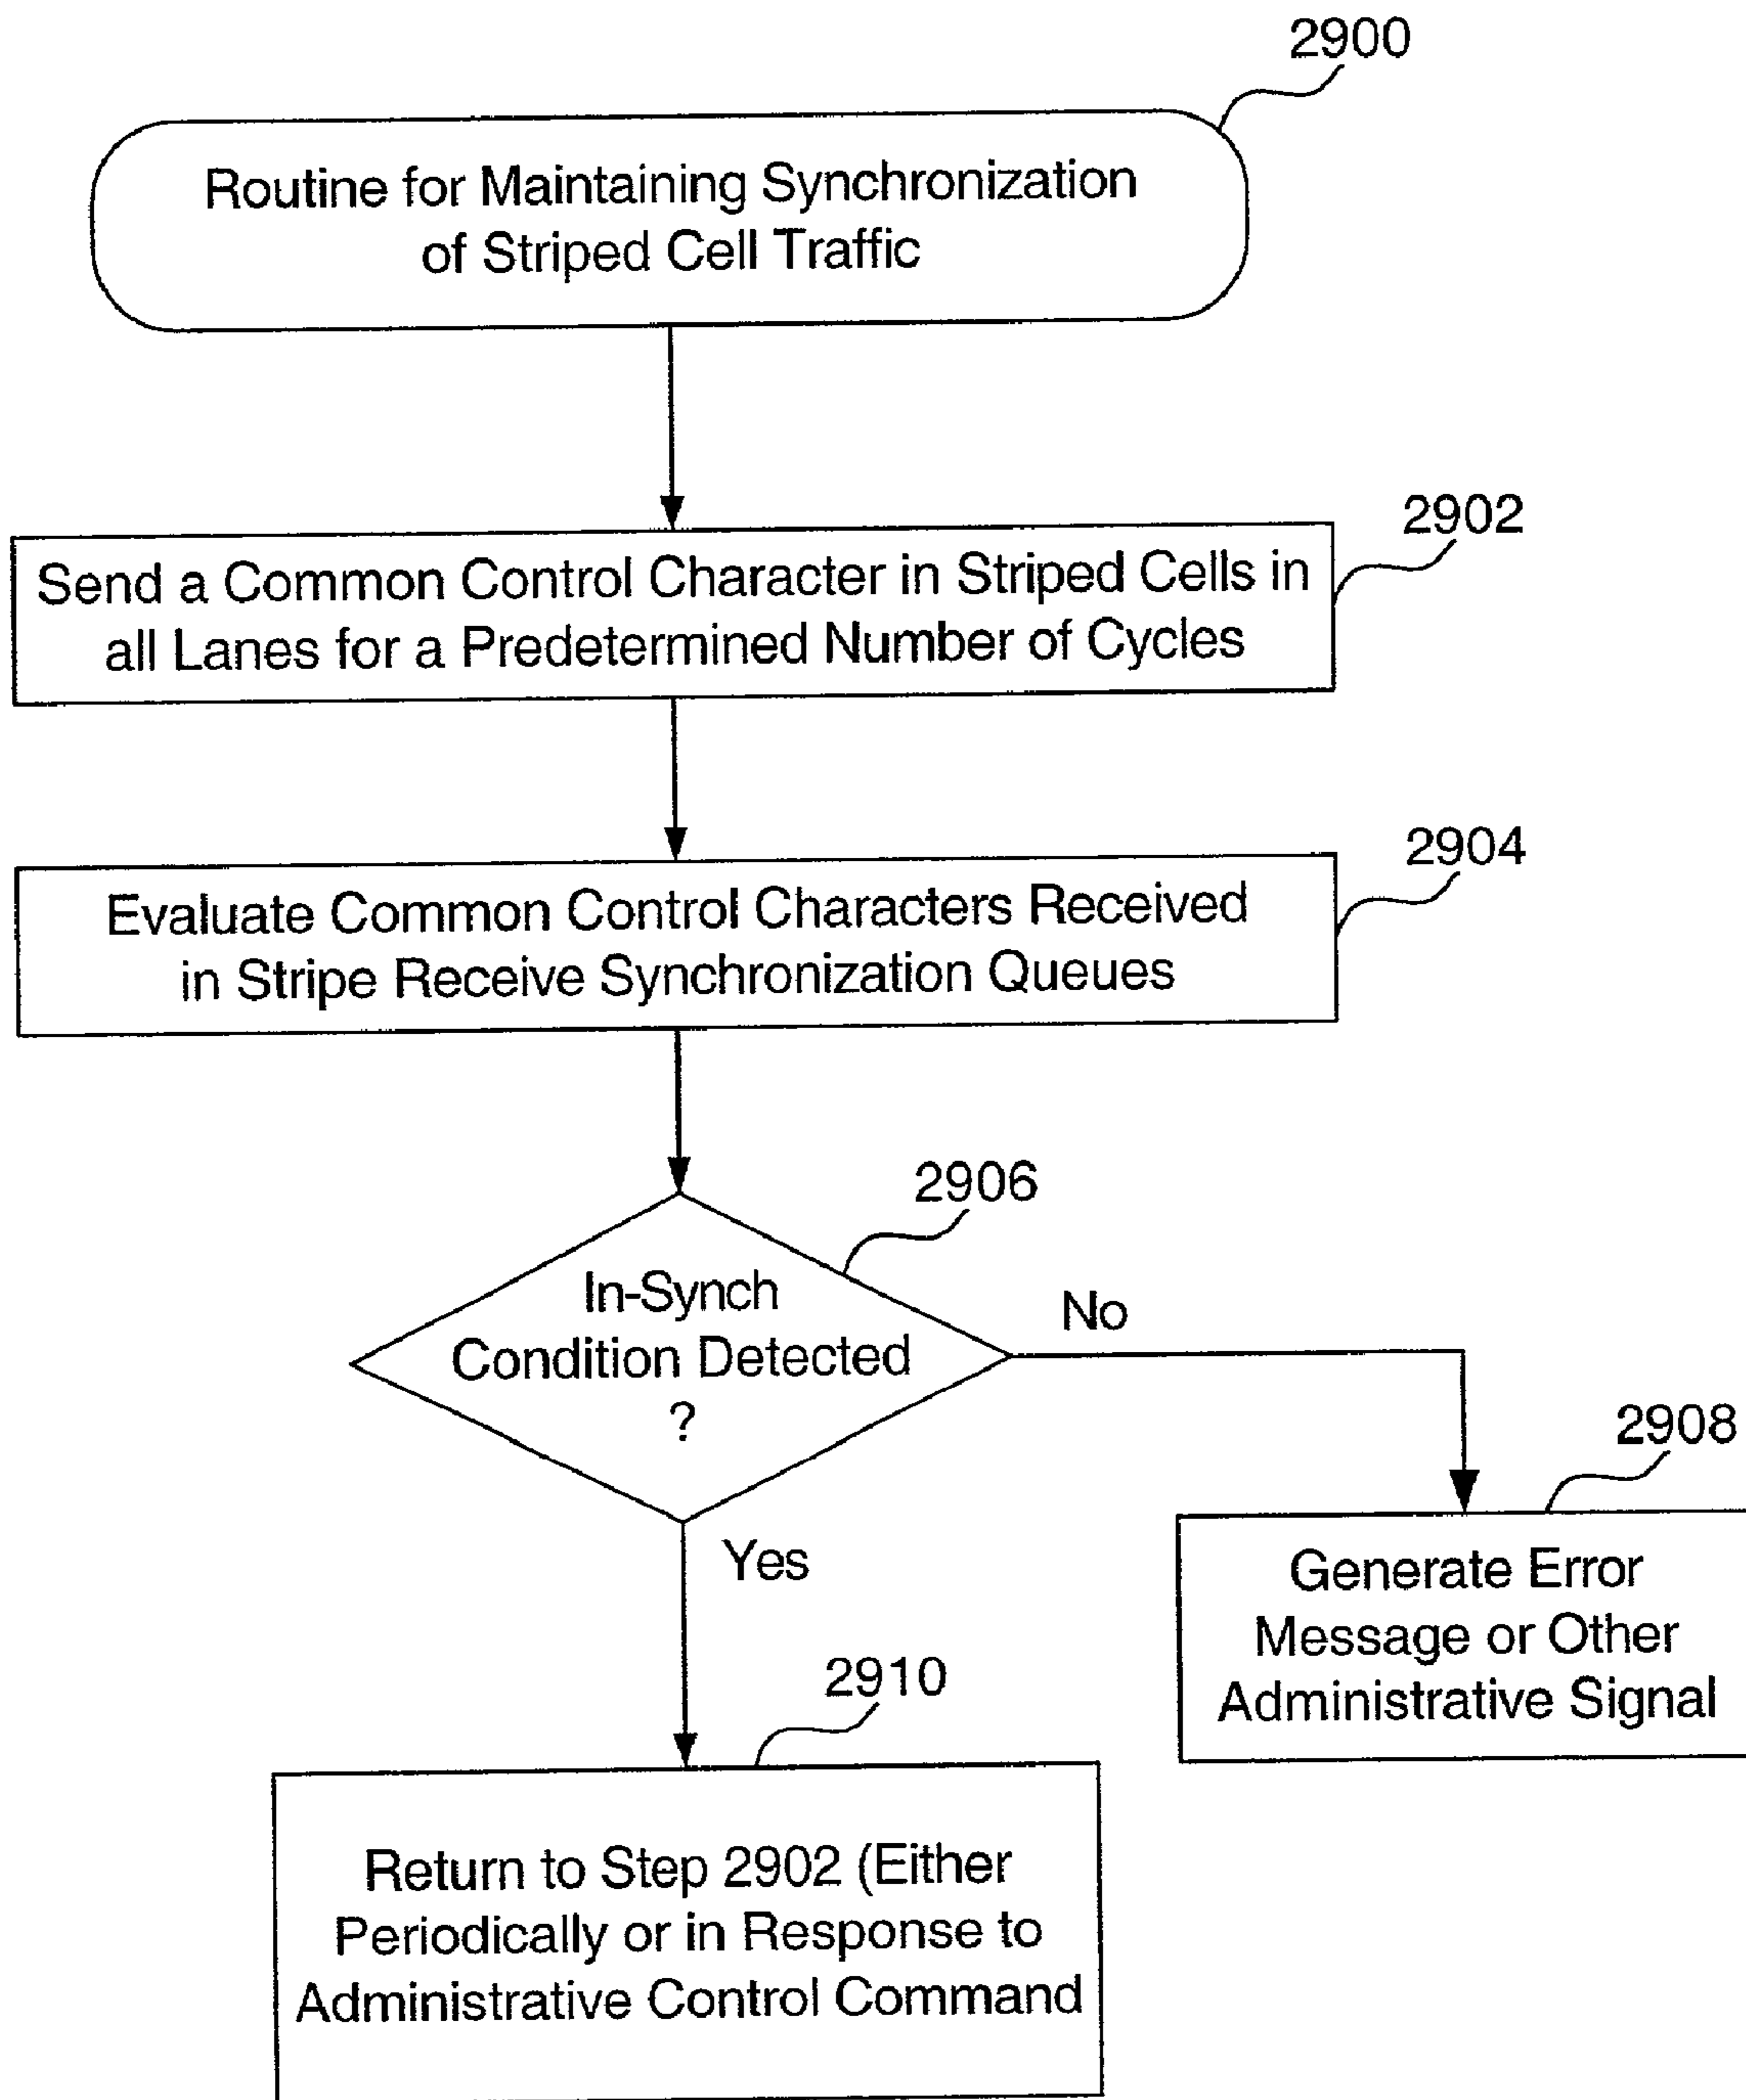 2900
Routine for Maintaining Synchronization
of Striped Cell Traffic
2902
Send a Common Control Character in Striped Cells in
all Lanes for a Predetermined Number of Cycles
2904
Evaluate Common Control Characters Received
in Stripe Receive Synchronization Queues
2906
In-Synch
Condition Detected
?
No
Yes
2908
Generate Error
Message or Other
Administrative Signal
2910
Return to Step 2902 (Either
Periodically or in Response to
Administrative Control Command